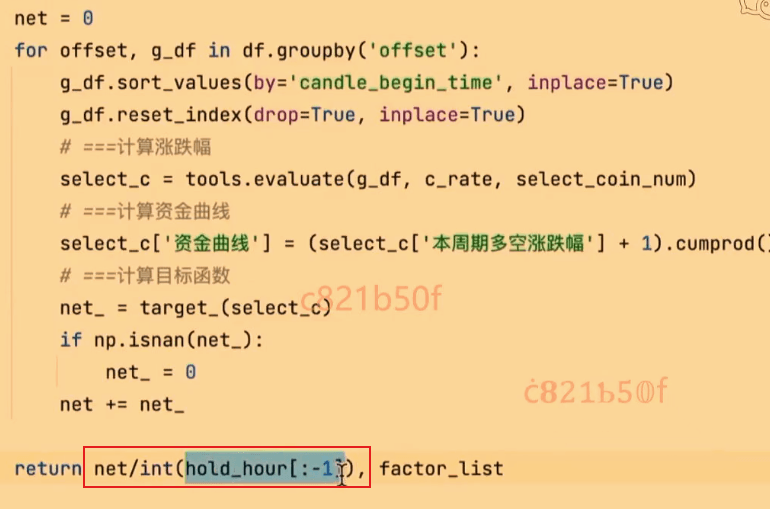 net = 0
for offset, g_df in df.groupby('offset'):
    g_df.sort_values(by='candle_begin_time', inplace=True)
    g_df.reset_index(drop=True, inplace=True)
    # ===计算涨跌幅
    select_c = tools.evaluate(g_df, c_rate, select_coin_num)
    # ===计算资金曲线
    select_c['资金曲线'] = (select_c['本周期多空涨跌幅'] + 1).cumprod()
    # ===计算目标函数
    net_ = target_(select_c)
c821b50f
    if np.isnan(net_):
        net_ = 0
ċ821b50f
    net += net_
return net/int(hold_hour[:-1]), factor_list